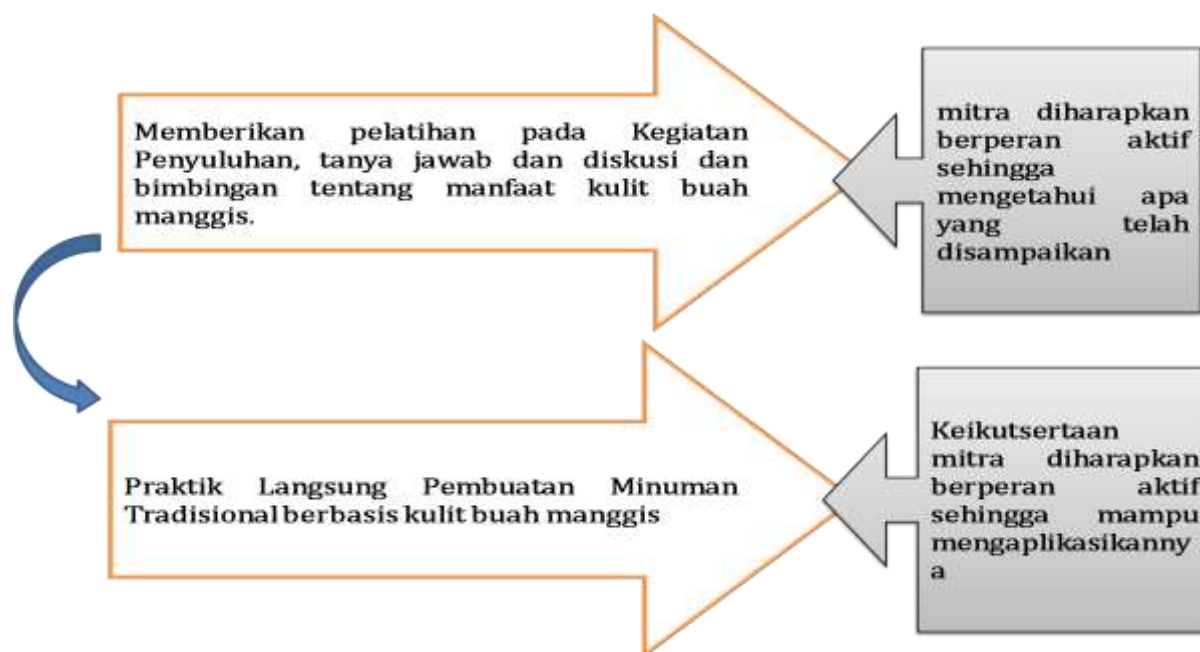 Memberikan pelatihan pada Kegiatan
Penyuluhan, tanya jawab dan diskusi dan
bimbingan tentang manfaat kulit buah
manggis.
mitra diharapkan
berperan aktif
sehingga
mengetahui apa
yang telah
disampaikan
Praktik Langsung Pembuatan Minuman
Tradisional berbasis kulit buah manggis
Keikutsertaan
mitra diharapkan
berperan aktif
sehingga mampu
mengaplikasikanny
a